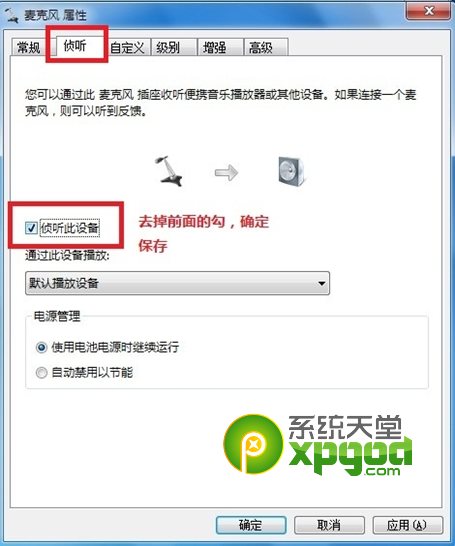 麦克风 属性
常规
侦听
自定义
级别
增强
高级
您可以通过此 麦克风 插座收听便携音乐播放器或其他设备。如果连接一个麦
克风，则可以听到反馈。
侦听此设备
去掉前面的勾，确定
保存
通过此设备播放:
默认播放设备
电源管理
使用电池电源时继续运行
自动禁用以节能
系统天堂
xpgod
.com
确定
取消
应用(A)